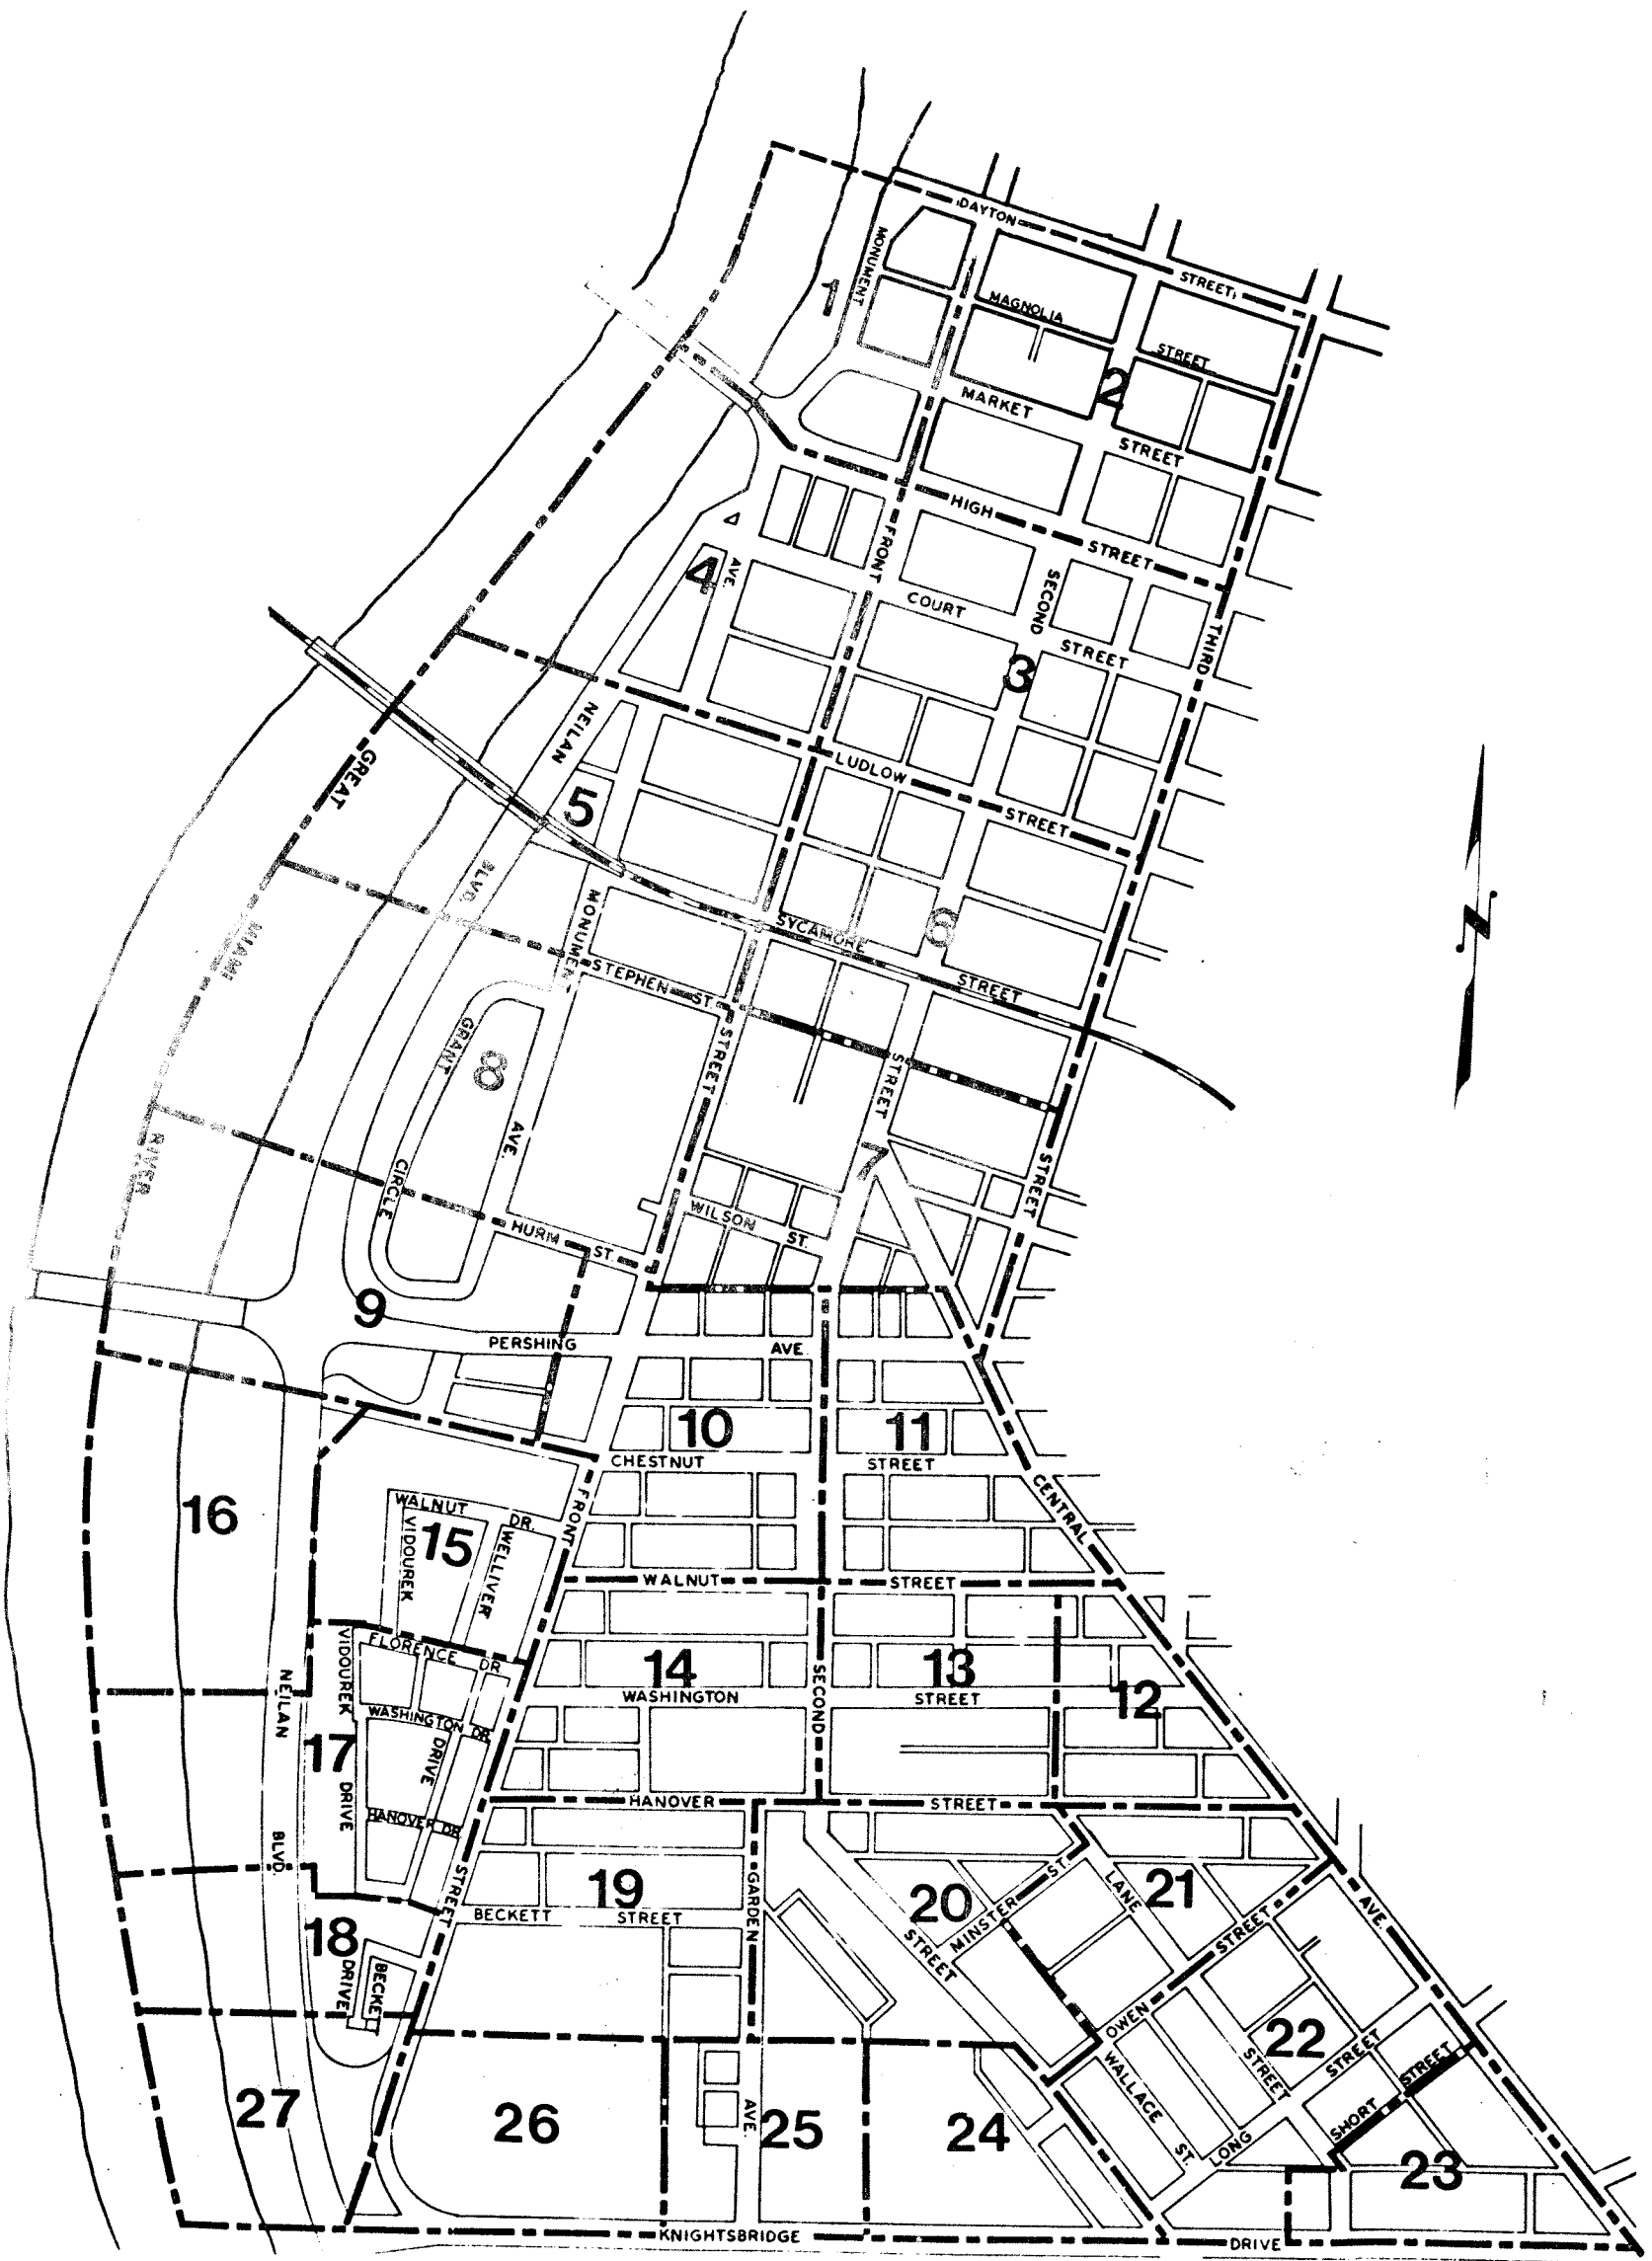 DAYTON
STREET
MONUMENT
1
MAGNOLIA
STREET
2
MARKET
STREET
HIGH
STREET
4
AVE.
FRONT
COURT
SECOND
STREET
THIRD
3
NEILAN
LUDLOW
STREET
GREAT
5
BLVD.
MONUMENT
SYCAMORE
6
STREET
MIAMI
STEPHEN ST.
GRANT
8
STREET
STREET
AVE.
7
RIVER
CIRCLE
STREET
WILSON
ST.
HURM ST.
9
PERSHING
AVE.
10
11
CHESTNUT
STREET
CENTRAL
16
WALNUT
DR.
FRONT
VIDOUREK
15
WELLIVER
WALNUT
STREET
FLORENCE DR.
VIDOUREK
14
13
12
SECOND
NEILAN
WASHINGTON
STREET
WASHINGTON DR.
17
DRIVE
DRIVE
HANOVER
STREET
HANOVER DR.
BLVD.
STREET
19
GARDEN
20
21
LANE
MINSTER ST.
AVE.
BECKETT
STREET
STREET
STREET
18
DRIVE
BECKE
OWEN
22
STREET
STREET
STREET
WALLACE
ST.
SHORT
LONG
27
26
AVE.
25
24
23
KNIGHTSBRIDGE
DRIVE
N